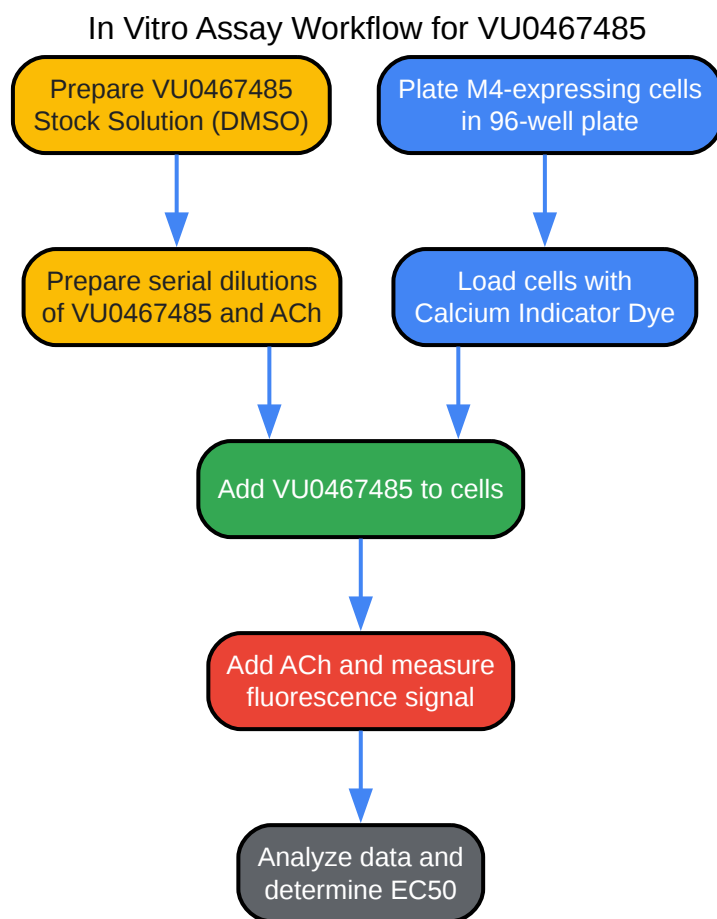 In Vitro Assay Workflow for VU0467485
Prepare VU0467485
Stock Solution (DMSO)
Plate M4-expressing cells
in 96-well plate
Prepare serial dilutions
of VU0467485 and ACh
Load cells with
Calcium Indicator Dye
Add VU0467485 to cells
Add ACh and measure
fluorescence signal
Analyze data and
determine EC50